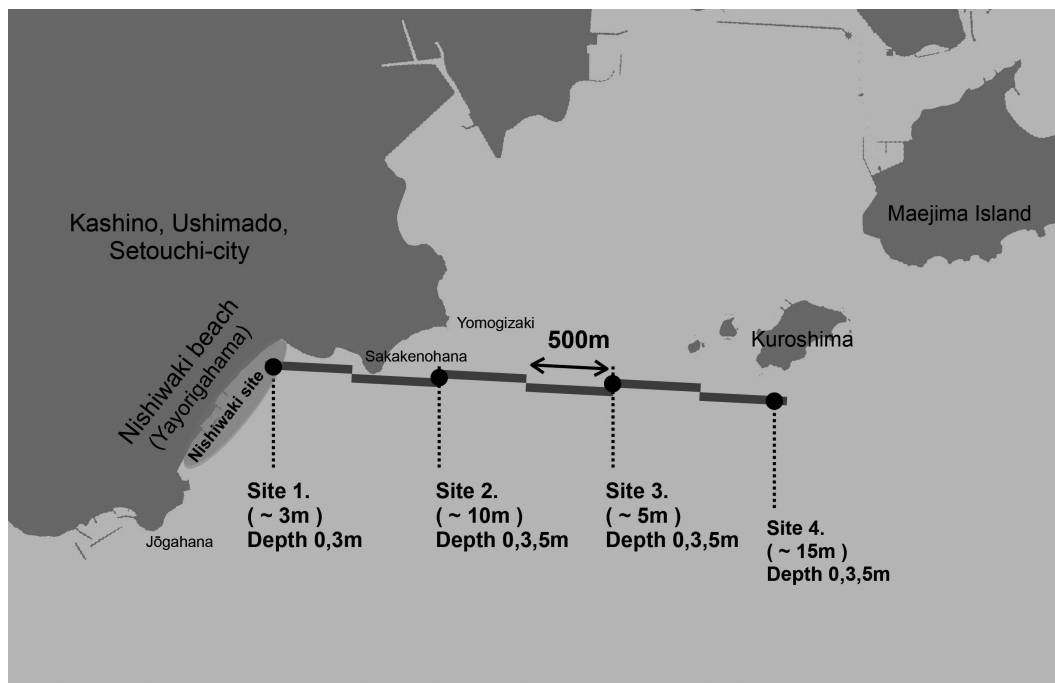 Kashino, Ushimado,
Setouchi-city
Maejima Island
Nishiwaki beach
(Yayorigahama)
Nishiwaki site
Yomogizaki
Sakakenohana
500m
Kuroshima
Jōgahana
Site 1.
( ~ 3m )
Depth 0,3m
Site 2.
( ~ 10m )
Depth 0,3,5m
Site 3.
( ~ 5m )
Depth 0,3,5m
Site 4.
( ~ 15m )
Depth 0,3,5m